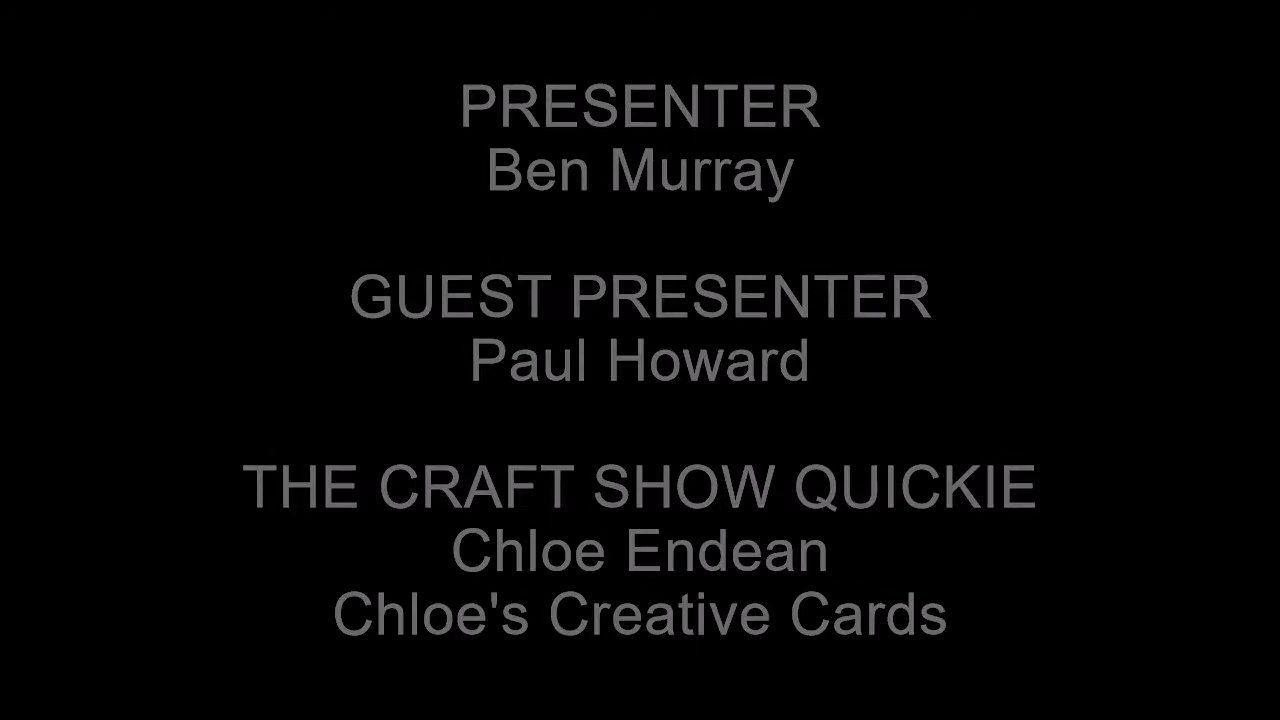 PRESENTER
Ben Murray
GUEST PRESENTER
Paul Howard
THE CRAFT SHOW QUICKIE
Chloe Endean
Chloe's Creative Cards